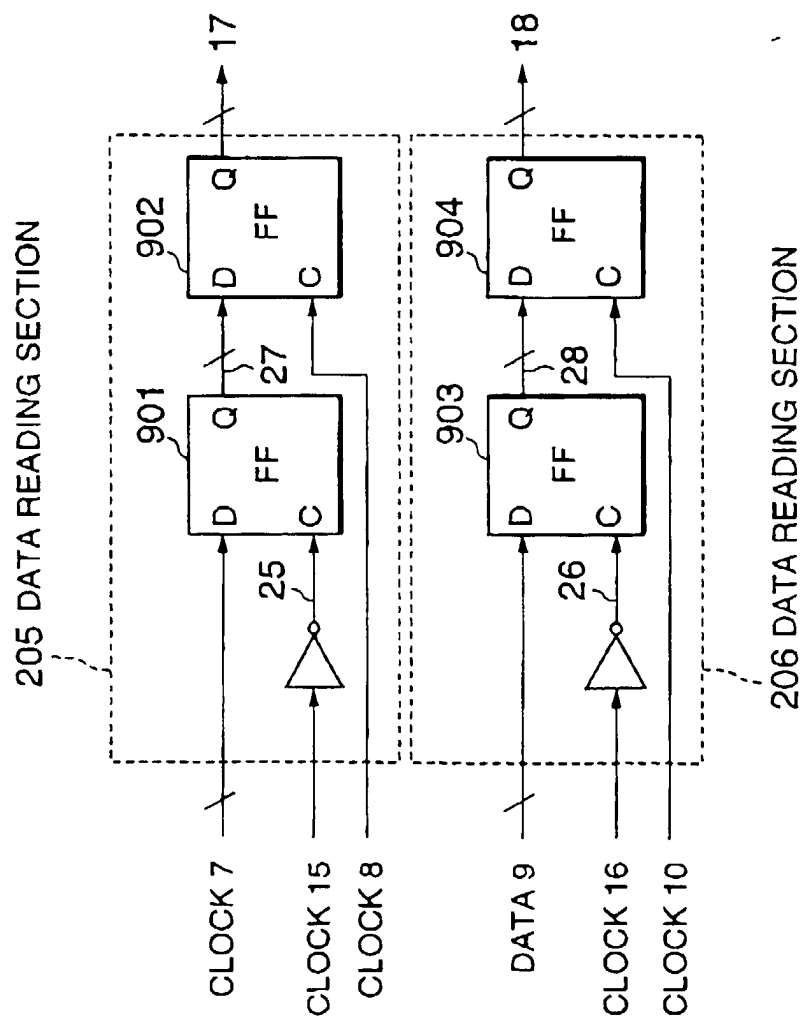 205 DATA READING SECTION
901
902
D
Q
FF
C
D
Q
FF
C
25
27
17
CLOCK 7
CLOCK 15
CLOCK 8
903
904
D
Q
FF
C
D
Q
FF
C
26
28
18
DATA 9
CLOCK 16
CLOCK 10
206 DATA READING SECTION